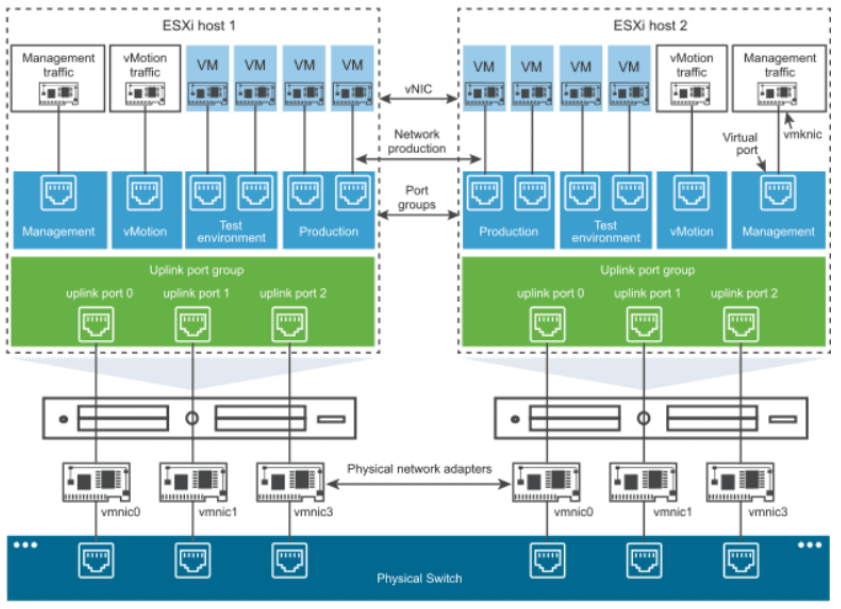 ESXi host 1
ESXi host 2
Management
traffic
vMotion
traffic
VM
VM
VM
VM
vNIC
VM
VM
VM
VM
vMotion
traffic
Management
traffic
Network
production
Virtual
port
vmknic
Port
groups
Management
vMotion
Test
environment
Production
Production
Test
environment
vMotion
Management
Uplink port group
uplink port 0
uplink port 1
uplink port 2
Uplink port group
uplink port 0
uplink port 1
uplink port 2
Physical network adapters
vmnic0
vmnic1
vmnic3
vmnic0
vmnic1
vmnic3
Physical Switch